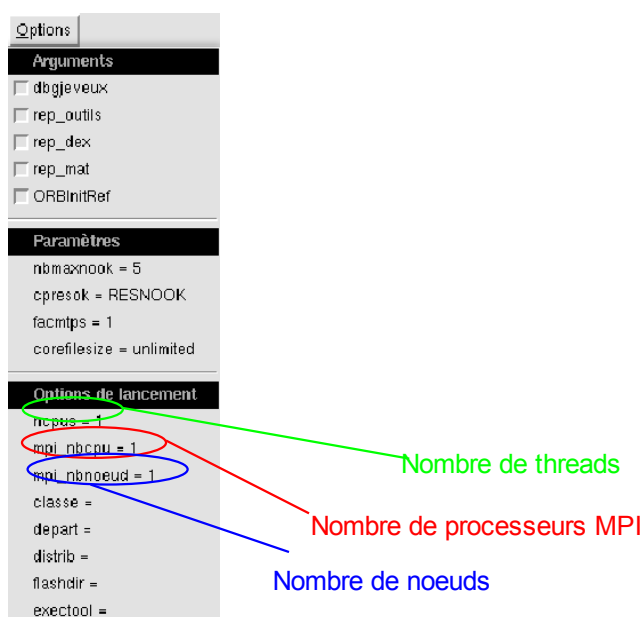 Options
Arguments
dbgjeveux
rep_outils
rep_dex
rep_mat
ORBInitRef
Paramètres
nbmaxnook = 5
cpresok = RESNOOK
facmtps = 1
corefilesize = unlimited
Options de lancement
ncpus = 1
mpi_nbcpu = 1
mpi_nbnoeud = 1
classe =
depart =
distrib =
flashdir =
exectool =
Nombre de threads
Nombre de processeurs MPI
Nombre de noeuds